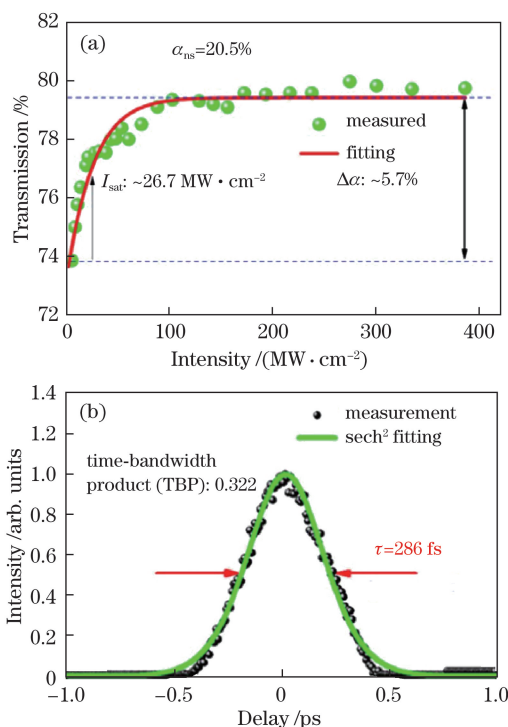 (a)
α_ns=20.5%
measured
fitting
I_sat: ~26.7 MW · cm⁻²
Δα: ~5.7%
Transmission /%
82
80
78
76
74
72
0
100
200
300
400
Intensity /(MW · cm⁻²)
(b)
measurement
sech² fitting
time-bandwidth
product (TBP): 0.322
τ=286 fs
Intensity /arb. units
1.4
1.2
1.0
0.8
0.6
0.4
0.2
0
-1.0
-0.5
0
0.5
1.0
Delay /ps